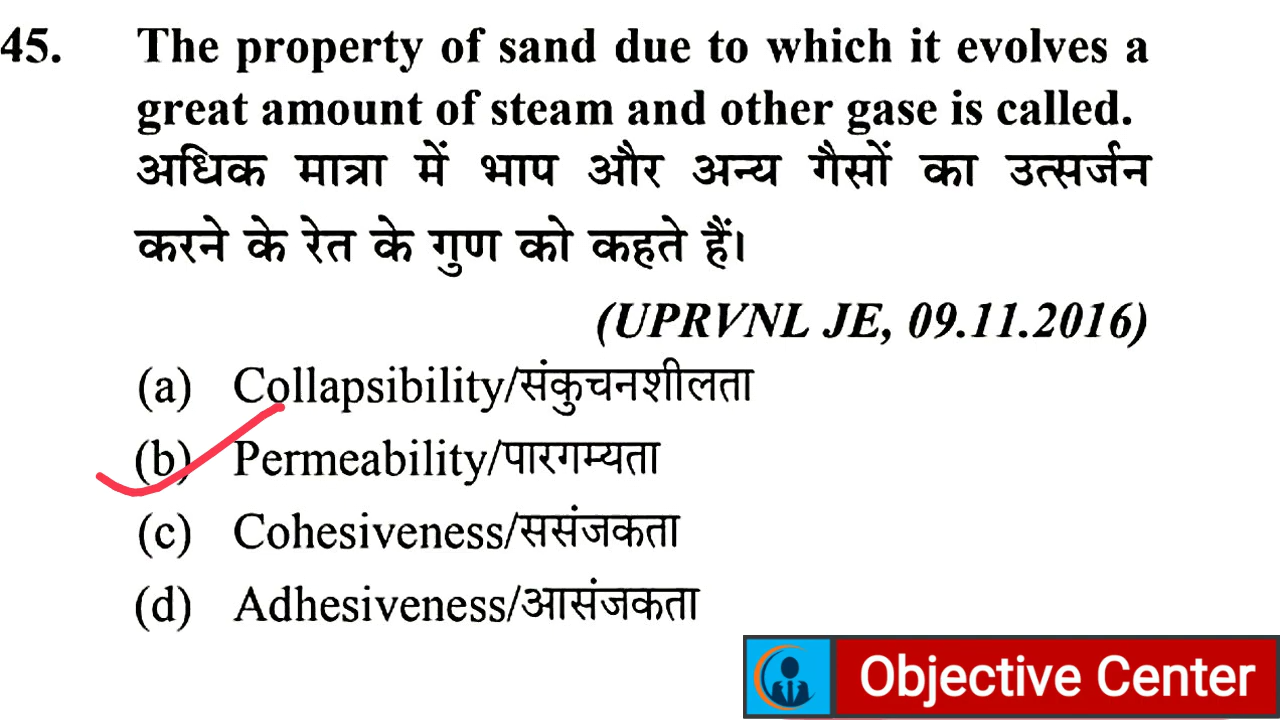 45. The property of sand due to which it evolves a
great amount of steam and other gase is called.
अधिक मात्रा में भाप और अन्य गैसों का उत्सर्जन
करने के रेत के गुण को कहते हैं।
(UPRVNL JE, 09.11.2016)
(a) Collapsibility/संकुचनशीलता
(b) Permeability/पारगम्यता
(c) Cohesiveness/ससंजकता
(d) Adhesiveness/आसंजकता
Objective Center